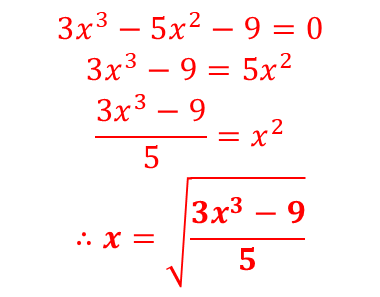 3x³ − 5x² − 9 = 0
3x³ − 9 = 5x²
(3x³ − 9)/5 = x²
∴ x = √((3x³ − 9)/5)